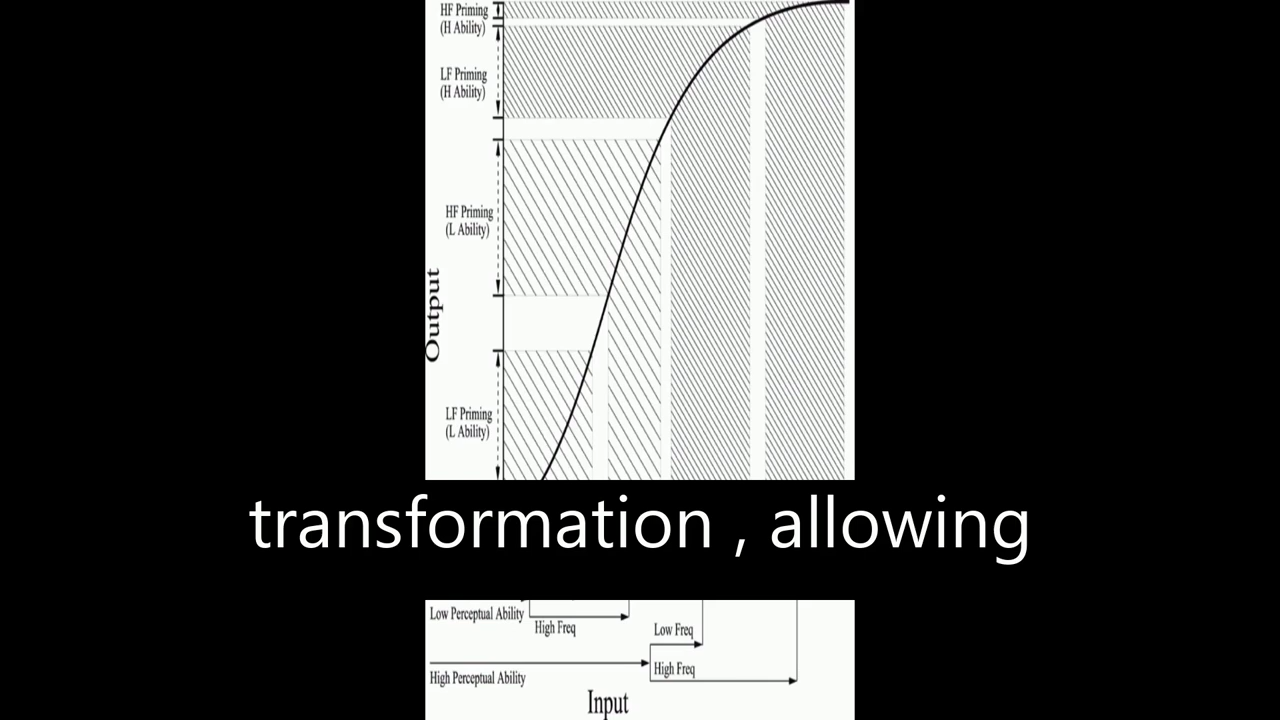 HF Priming
(H Ability)
LF Priming
(H Ability)
HF Priming
(L Ability)
Output
LF Priming
(L Ability)
transformation , allowing
Low Perceptual Ability
High Freq
Low Freq
High Freq
High Perceptual Ability
Input